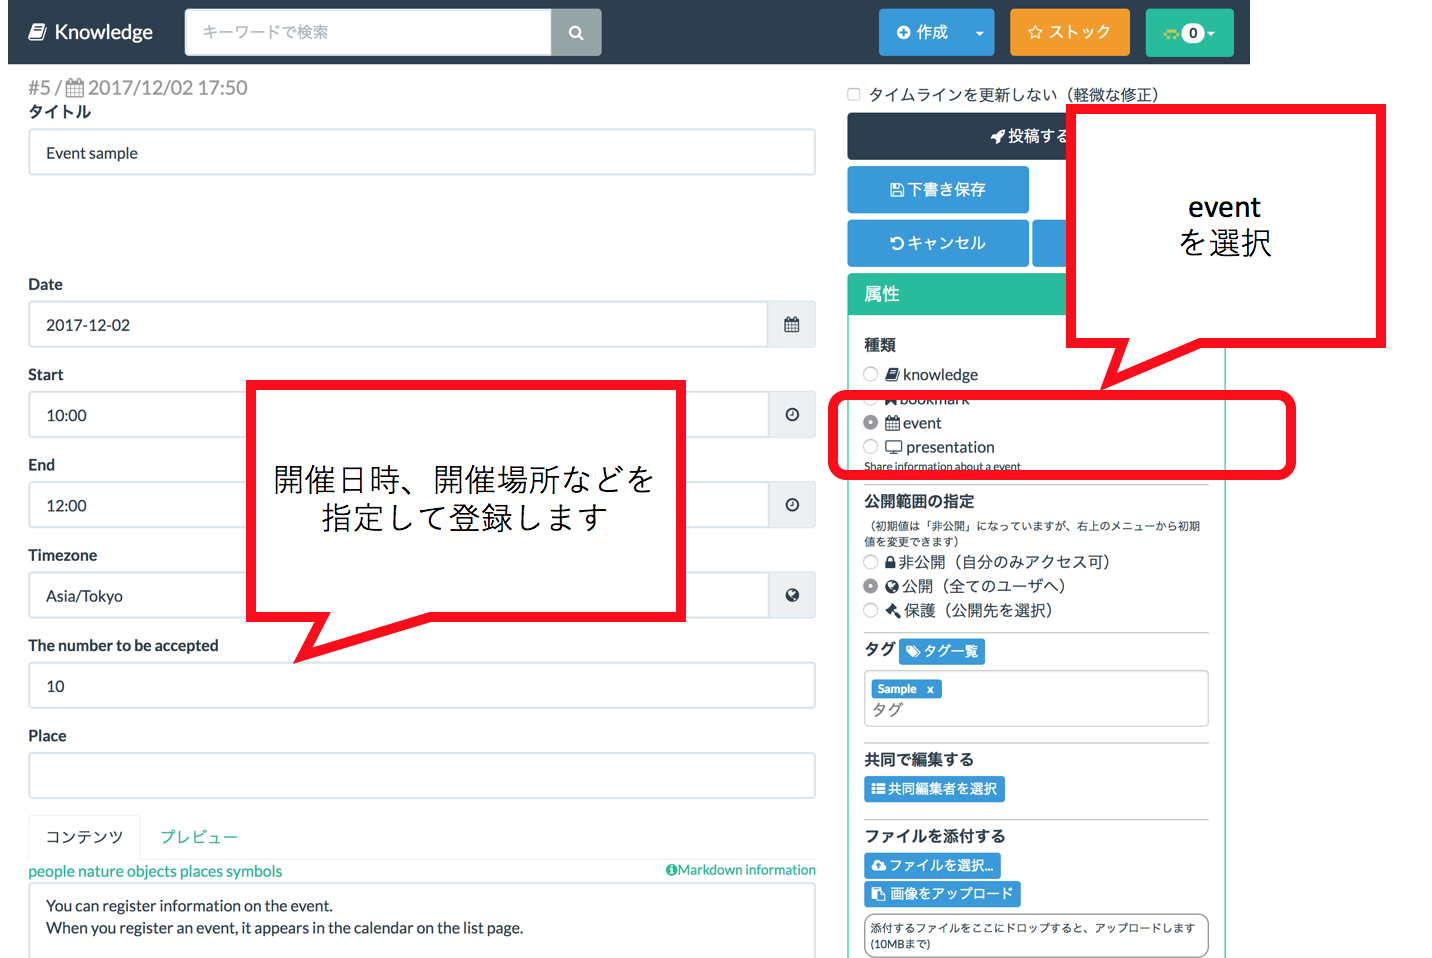 Knowledge
キーワードで検索
作成
ストック
0
#5 / 2017/12/02 17:50
タイトル
Event sample
Date
2017-12-02
Start
10:00
End
12:00
Timezone
Asia/Tokyo
The number to be accepted
10
Place
開催日時、開催場所などを
指定して登録します
コンテンツ
プレビュー
people nature objects places symbols
Markdown information
You can register information on the event.
When you register an event, it appears in the calendar on the list page.
タイムラインを更新しない（軽微な修正）
投稿する
下書き保存
キャンセル
event
を選択
属性
種類
knowledge
bookmark
event
presentation
Share information about a event
公開範囲の指定
（初期値は「非公開」になっていますが、右上のメニューから初期
値を変更できます）
非公開（自分のみアクセス可）
公開（全てのユーザへ）
保護（公開先を選択）
タグ タグ一覧
Sample x
タグ
共同で編集する
共同編集者を選択
ファイルを添付する
ファイルを選択...
画像をアップロード
添付するファイルをここにドロップすると、アップロードします
(10MBまで)